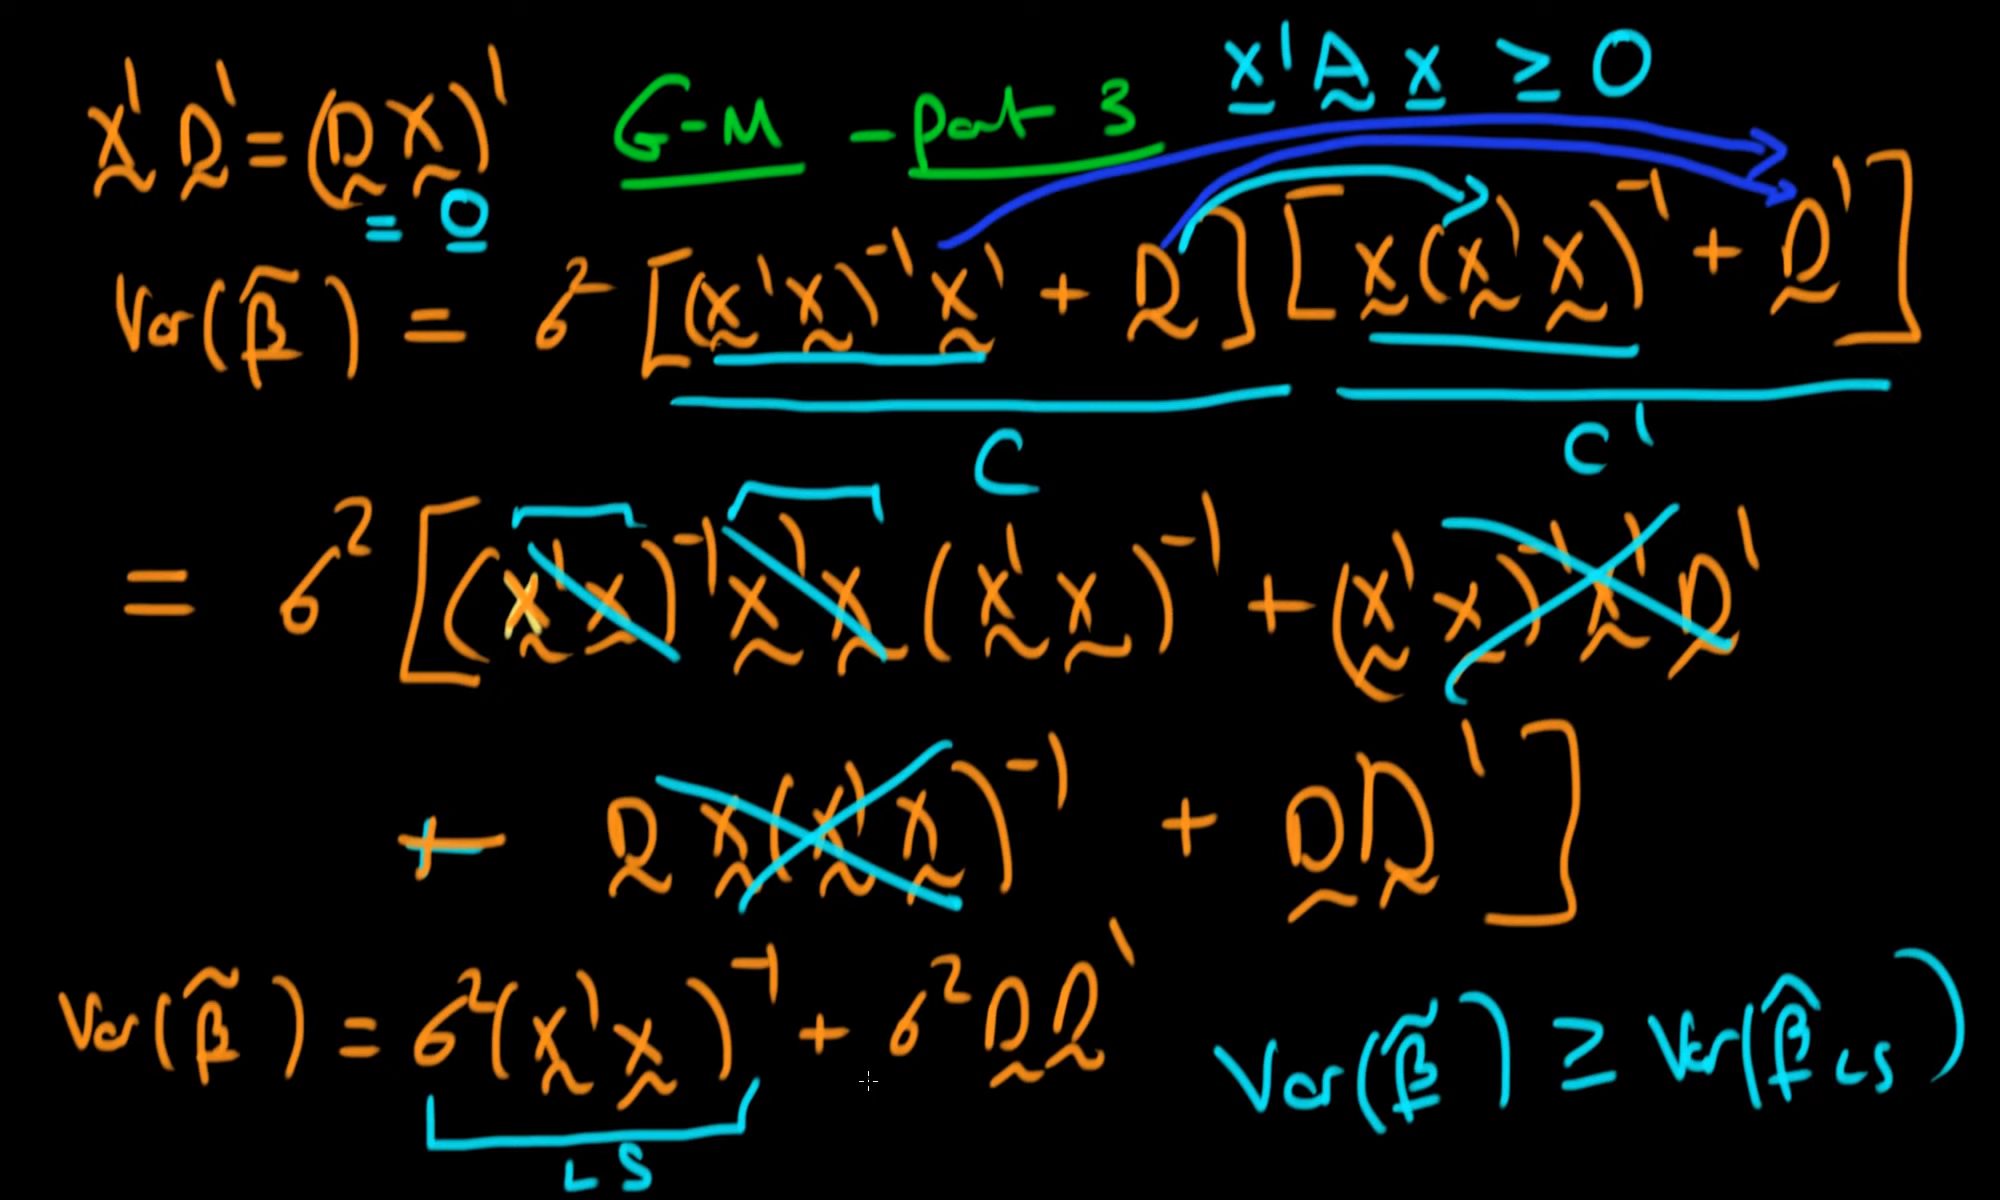 X'D' = (DX)' = 0
G-M - Part 3
x'Ax ≥ 0
Var(β̃) = σ²[(X'X)⁻¹X' + D][X(X'X)⁻¹ + D']
C C'
= σ²[(X'X)⁻¹X'X(X'X)⁻¹ + (X'X)⁻¹X'D'
+ DX(X'X)⁻¹ + DD']
Var(β̃) = σ²(X'X)⁻¹ + σ²DD'
LS
Var(β̃) ≥ Var(β̂LS)